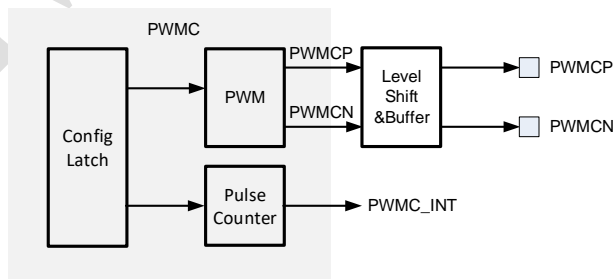 PWMC
PWMCP
PWMCP
Level
Shift
&Buffer
PWM
PWMCN
PWMCN
Config
Latch
Pulse
Counter
PWMC_INT